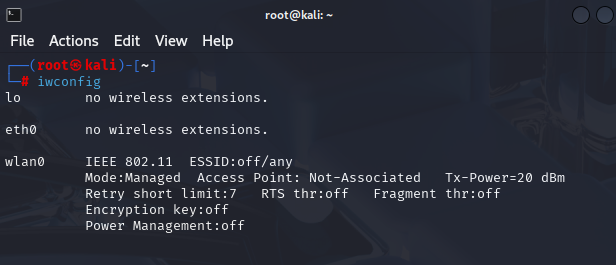 root@kali: ~
File Actions Edit View Help
┌──(root㉿kali)-[~]
└─# iwconfig
lo        no wireless extensions.
eth0      no wireless extensions.
wlan0     IEEE 802.11  ESSID:off/any
          Mode:Managed  Access Point: Not-Associated   Tx-Power=20 dBm
          Retry short limit:7   RTS thr:off   Fragment thr:off
          Encryption key:off
          Power Management:off